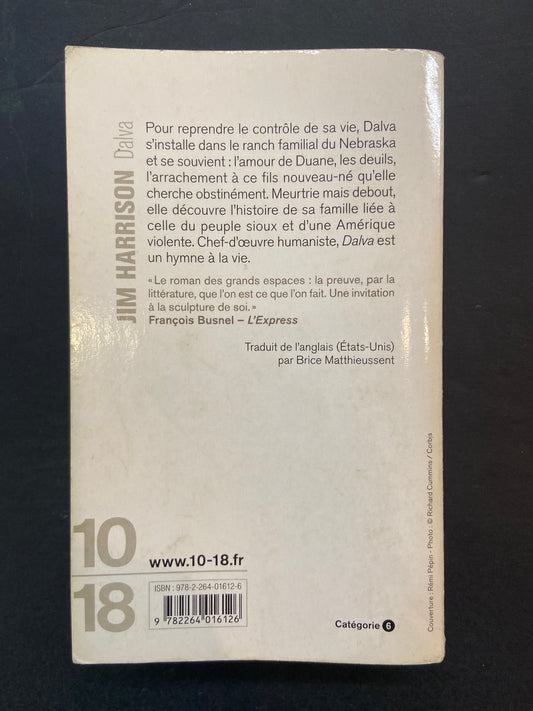 JIM HARRISON Dalva
Pour reprendre le contrôle de sa vie, Dalva
s'installe dans le ranch familial du Nebraska
et se souvient : l'amour de Duane, les deuils,
l'arrachement à ce fils nouveau-né qu'elle
cherche obstinément. Meurtrie mais debout,
elle découvre l'histoire de sa famille liée à
celle du peuple sioux et d'une Amérique
violente. Chef-d'œuvre humaniste, Dalva est
un hymne à la vie.
« Le roman des grands espaces : la preuve, par la
littérature, que l'on est ce que l'on fait. Une invitation
à la sculpture de soi. »
François Busnel – L'Express
Traduit de l'anglais (États-Unis)
par Brice Matthieussent
10
18
www.10-18.fr
ISBN : 978-2-264-01612-6
9 782264 016126
Catégorie 6
Couverture : Rémi Pépin - Photo : © Richard Cummins / Corbis